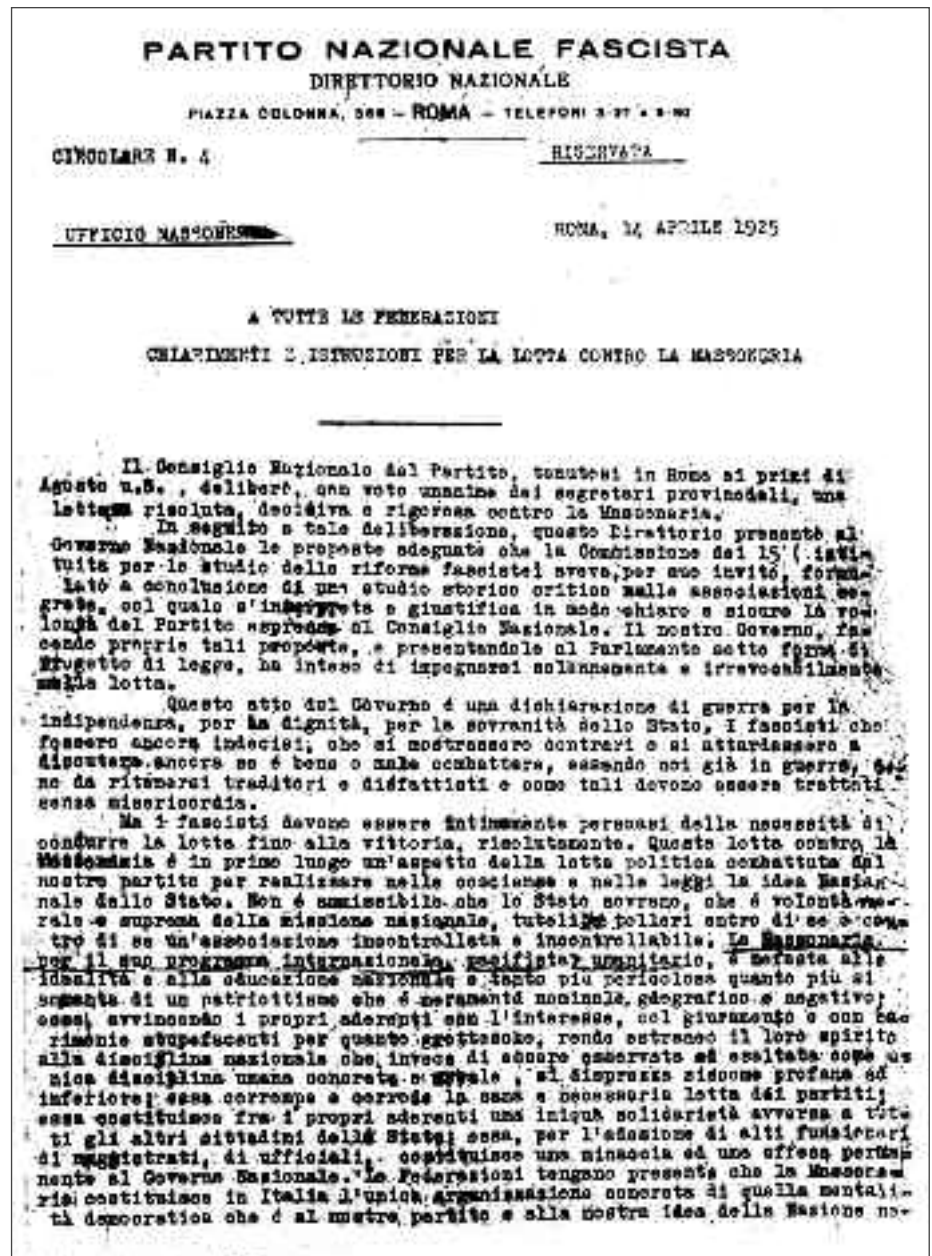 PARTITO NAZIONALE FASCISTA
DIRETTORIO NAZIONALE
PIAZZA COLONNA, – ROMA – TELEFONI
CIRCOLARE N. 4
RISERVATA
UFFICIO
ROMA, 14 APRILE 1925
A TUTTE LE FEDERAZIONI
CHIARIMENTI E ISTRUZIONI PER LA LOTTA CONTRO LA MASSONERIA
Il Consiglio Nazionale del Partito, tenutosi in Roma ai primi di
Agosto u.s., deliberò, con voto unanime dei segretari una
risoluta, decisiva e rigorosa contro la Massoneria.
In seguito a tale deliberazione, questo Direttorio presentò al
Governo Nazionale le proposte adeguate che la Commissione dei 15 (isti-
tuita per lo studio delle riforme aveva, per suo invito, formu-
lato a conclusione di uno studio storico critico sulle associazioni se-
grete, col quale s'interpreta e giustifica in modo chiaro e sicuro la vo-
lontà del Partito espressa al Consiglio Nazionale. Il nostro Governo, fa-
cendo proprie tali proposte, e presentandole al Parlamento sotto forma di
Progetto di legge, ha inteso di impegnarsi solennemente e irrevocabilmente
nella lotta.
Questo atto del Governo é una dichiarazione di guerra per la
indipendenza, per la dignità, per la sovranità dello Stato. I fascisti che
fossero ancora indecisi, che si mostrassero contrari o si attardassero a
discutere ancora se é bene o male combattere, essendo noi già in guerra,
no da ritenersi traditori e disfattisti e come tali devono essere trattati
senza misericordia.
Ma i fascisti devono essere intimamente persuasi della necessità di
condurre la lotta fino alla vittoria, risolutamente. Questa lotta contro la
Massoneria é in primo luogo un'aspetto della lotta politica combattuta dal
nostro partito per realizzare nelle coscienze e nelle leggi la idea Nazio-
nale dello Stato. Non é ammissibile che lo Stato sovrano, che é volontà mo-
rale e suprema della missione nazionale, tolleri entro di se e con-
tro di se un'associazione incontrollata e incontrollabile. La Massoneria
per il suo programma internazionale, pacifista, umanitario, é nefasta alla
idealità e alla educazione nazionale e tanto piu pericolosa quanto più si
ammanta di un patriottismo che é meramente nominale, geografico e negativo;
essa, avvincendo i propri aderenti con l'interesse, col giuramento e con ce-
rimonie stupefacenti per quanto grottesche, rende estraneo il loro spirito
alla disciplina nazionale che, invece di essere osservata ed esaltata come u-
nica disciplina umana concreta e , si disprezza siccome profana ed
inferiore; essa corrompe e corrode la sana e necessaria lotta dei partiti;
essa costituisce fra i propri aderenti una iniqua solidarietà avversa a tut-
ti gli altri cittadini dello Stato; essa, per l'adesione di alti funzionari
di magistrati, di ufficiali, costituisce una minaccia ed una offesa perma-
nente al Governo Nazionale. Le Federazioni tengano presente che la Massone-
ria costituisce in Italia l'unica organizzazione concreta di quella mentali-
tà democratica che é al nostro partito e alla nostra idea della Nazione ne-